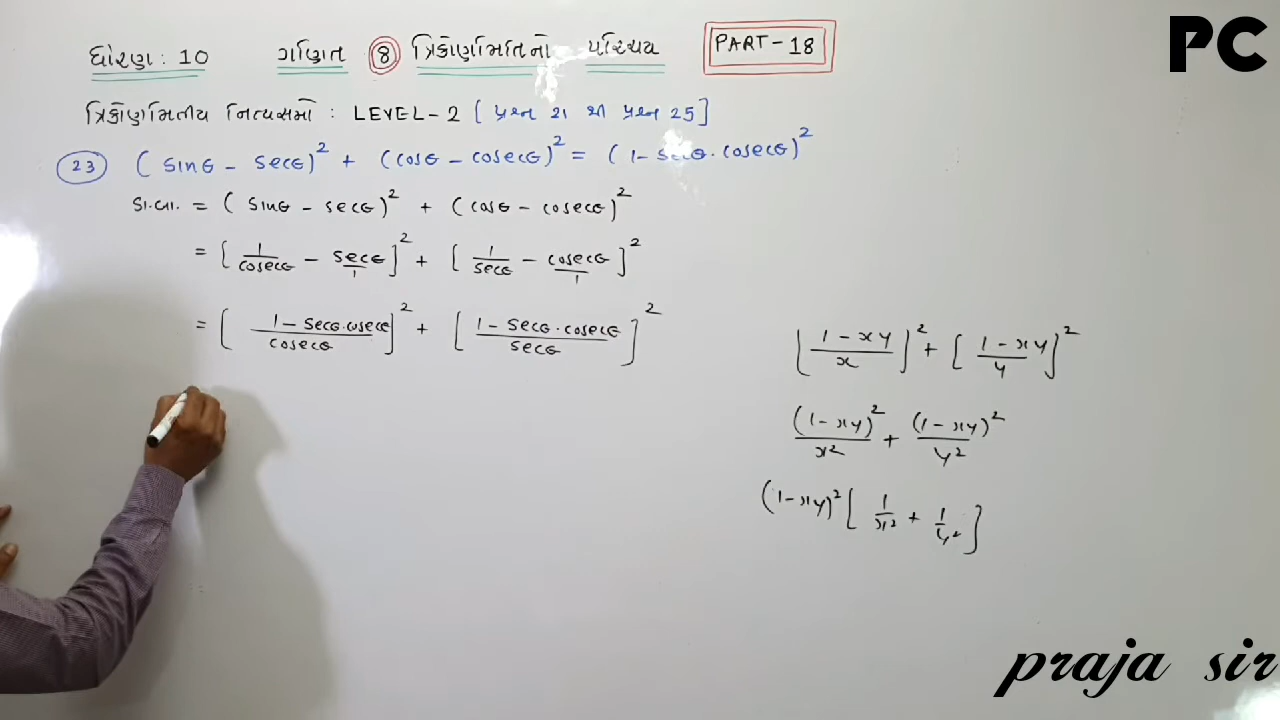 ધોરણ : 10 ગણિત 8 ત્રિકોણમિતિનો પરિચય PART - 18
PC
ત્રિકોણમિતીય નિત્યસમો : LEVEL - 2 [ પ્રશ્ન 21 થી પ્રશ્ન 25 ]
23 ( sinθ - secθ )² + ( cosθ - cosecθ )² = ( 1 - secθ . cosecθ )²
ડા.બા. = ( sinθ - secθ )² + ( cosθ - cosecθ )²
= [ 1/cosecθ - secθ/1 ]² + [ 1/secθ - cosecθ/1 ]²
= [ (1 - secθ.cosecθ)/cosecθ ]² + [ (1 - secθ . cosecθ)/secθ ]²
[ (1 - xy)/x ]² + [ (1 - xy)/y ]²
(1 - xy)²/x² + (1 - xy)²/y²
(1 - xy)² [ 1/x² + 1/y² ]
praja sir